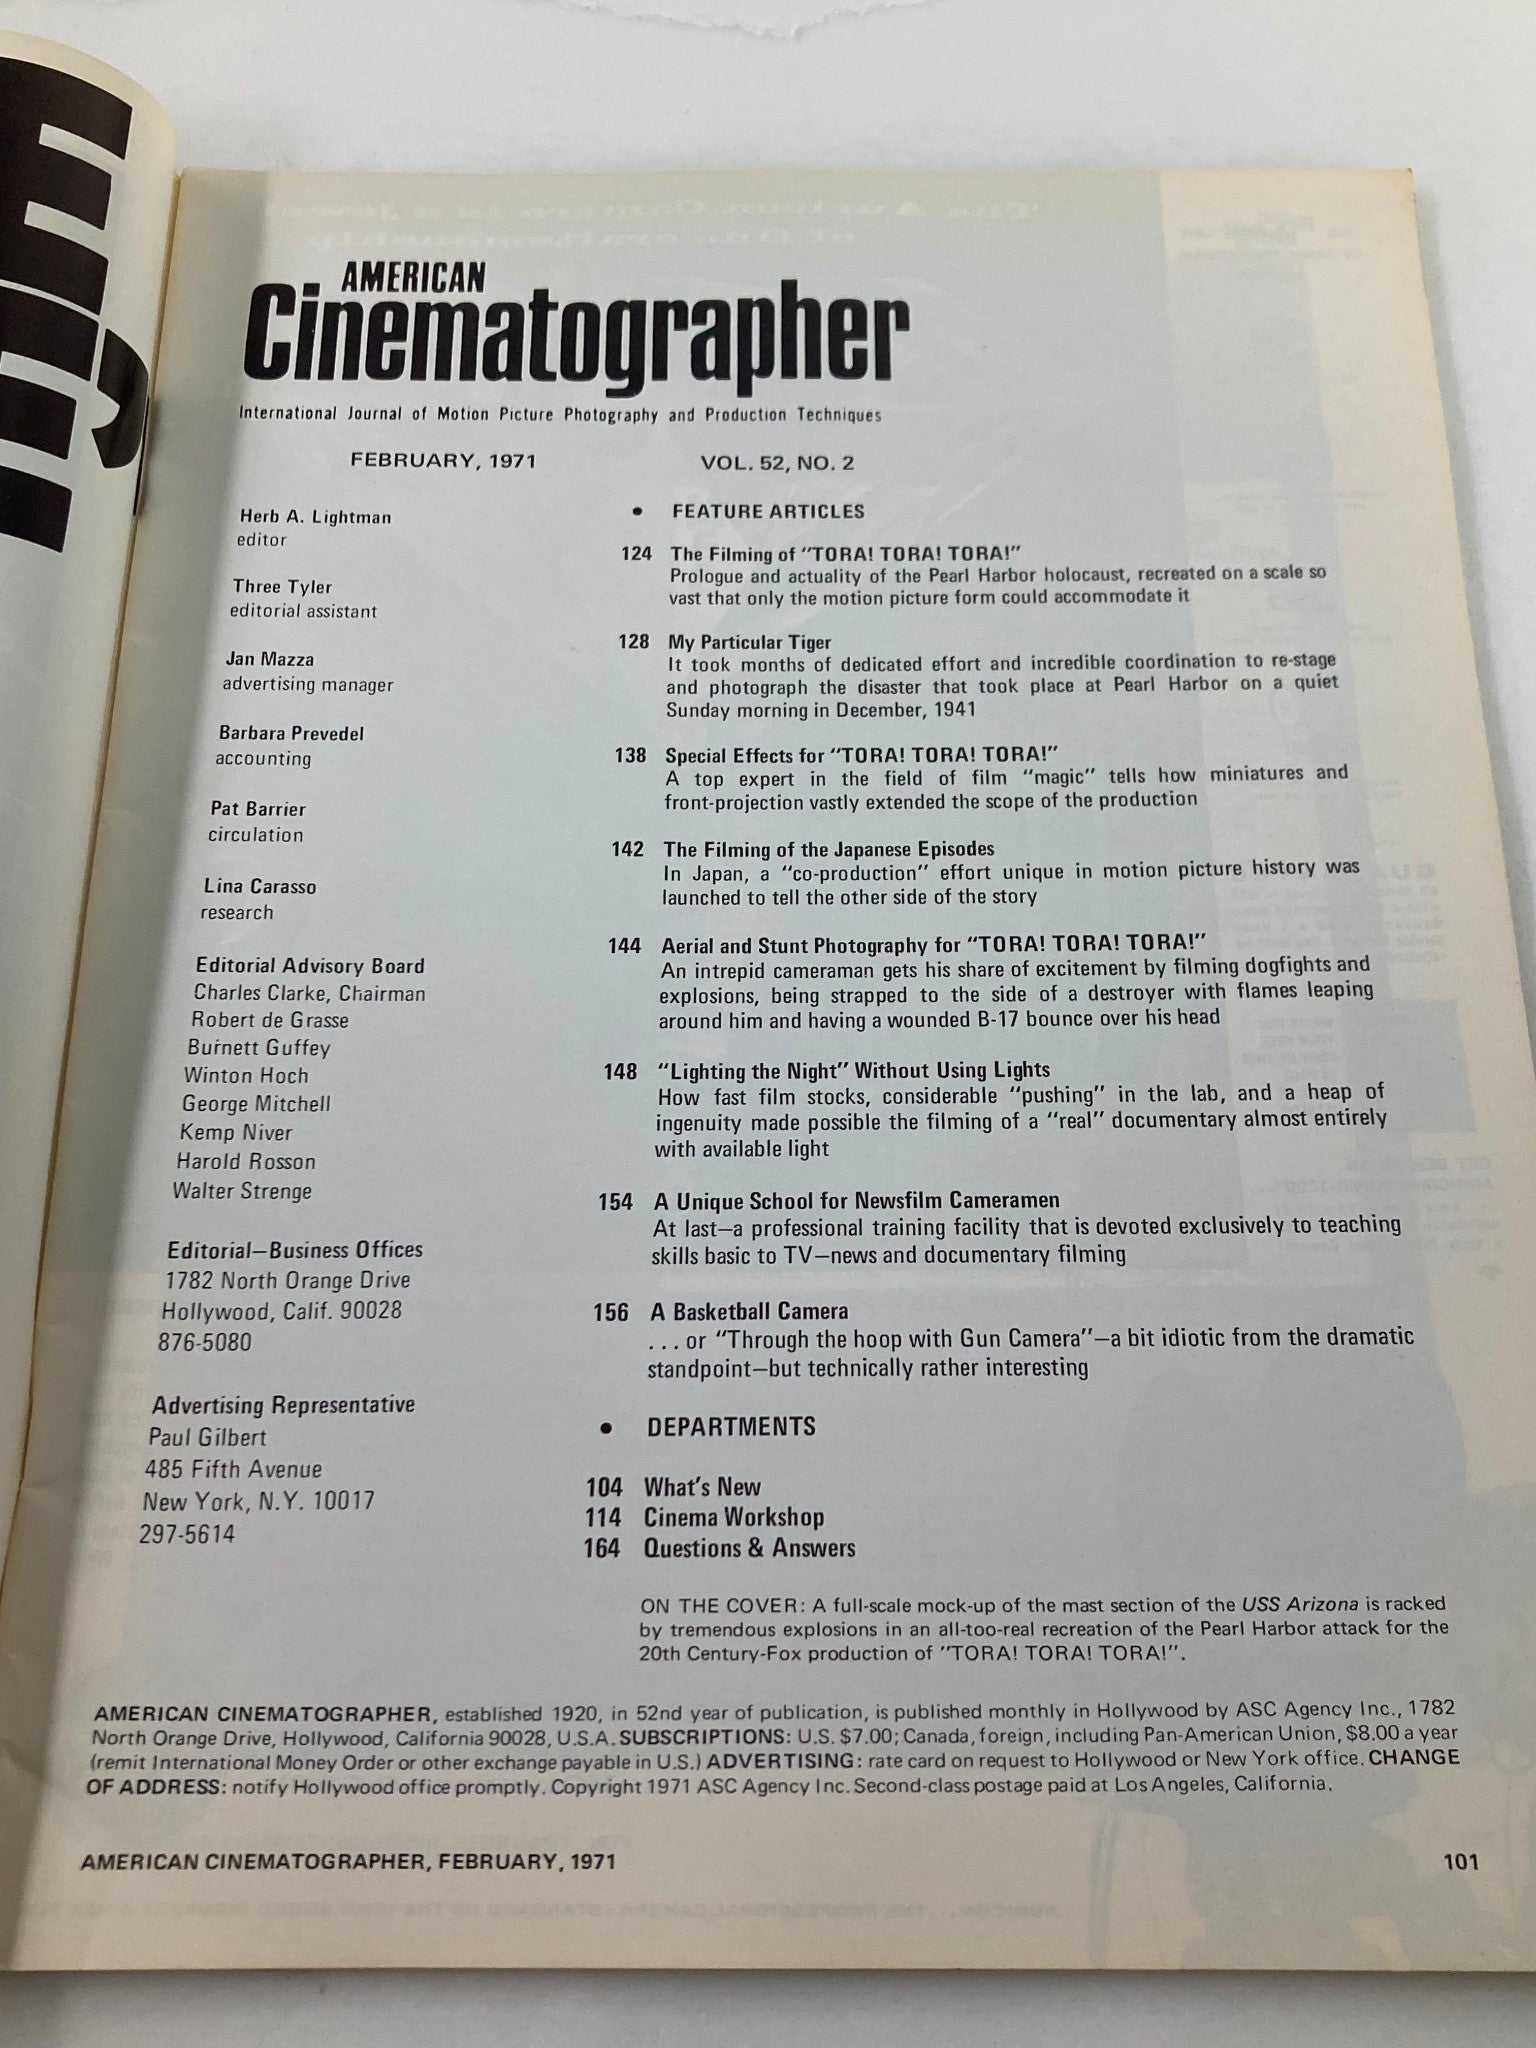 AMERICAN
Cinematographer
International Journal of Motion Picture Photography and Production Techniques
FEBRUARY, 1971
VOL. 52, NO. 2
Herb A. Lightman
editor
Three Tyler
editorial assistant
Jan Mazza
advertising manager
Barbara Prevedel
accounting
Pat Barrier
circulation
Lina Carasso
research
Editorial Advisory Board
Charles Clarke, Chairman
Robert de Grasse
Burnett Guffey
Winton Hoch
George Mitchell
Kemp Niver
Harold Rosson
Walter Strenge
Editorial—Business Offices
1782 North Orange Drive
Hollywood, Calif. 90028
876-5080
Advertising Representative
Paul Gilbert
485 Fifth Avenue
New York, N.Y. 10017
297-5614
• FEATURE ARTICLES
124 The Filming of "TORA! TORA! TORA!"
Prologue and actuality of the Pearl Harbor holocaust, recreated on a scale so
vast that only the motion picture form could accommodate it
128 My Particular Tiger
It took months of dedicated effort and incredible coordination to re-stage
and photograph the disaster that took place at Pearl Harbor on a quiet
Sunday morning in December, 1941
138 Special Effects for "TORA! TORA! TORA!"
A top expert in the field of film "magic" tells how miniatures and
front-projection vastly extended the scope of the production
142 The Filming of the Japanese Episodes
In Japan, a "co-production" effort unique in motion picture history was
launched to tell the other side of the story
144 Aerial and Stunt Photography for "TORA! TORA! TORA!"
An intrepid cameraman gets his share of excitement by filming dogfights and
explosions, being strapped to the side of a destroyer with flames leaping
around him and having a wounded B-17 bounce over his head
148 "Lighting the Night" Without Using Lights
How fast film stocks, considerable "pushing" in the lab, and a heap of
ingenuity made possible the filming of a "real" documentary almost entirely
with available light
154 A Unique School for Newsfilm Cameramen
At last—a professional training facility that is devoted exclusively to teaching
skills basic to TV—news and documentary filming
156 A Basketball Camera
. . . or "Through the hoop with Gun Camera"—a bit idiotic from the dramatic
standpoint—but technically rather interesting
• DEPARTMENTS
104 What's New
114 Cinema Workshop
164 Questions & Answers
ON THE COVER: A full-scale mock-up of the mast section of the USS Arizona is racked
by tremendous explosions in an all-too-real recreation of the Pearl Harbor attack for the
20th Century-Fox production of "TORA! TORA! TORA!".
AMERICAN CINEMATOGRAPHER, established 1920, in 52nd year of publication, is published monthly in Hollywood by ASC Agency Inc., 1782
North Orange Drive, Hollywood, California 90028, U.S.A. SUBSCRIPTIONS: U.S. $7.00; Canada, foreign, including Pan-American Union, $8.00 a year
(remit International Money Order or other exchange payable in U.S.) ADVERTISING: rate card on request to Hollywood or New York office. CHANGE
OF ADDRESS: notify Hollywood office promptly. Copyright 1971 ASC Agency Inc. Second-class postage paid at Los Angeles, California.
AMERICAN CINEMATOGRAPHER, FEBRUARY, 1971
101